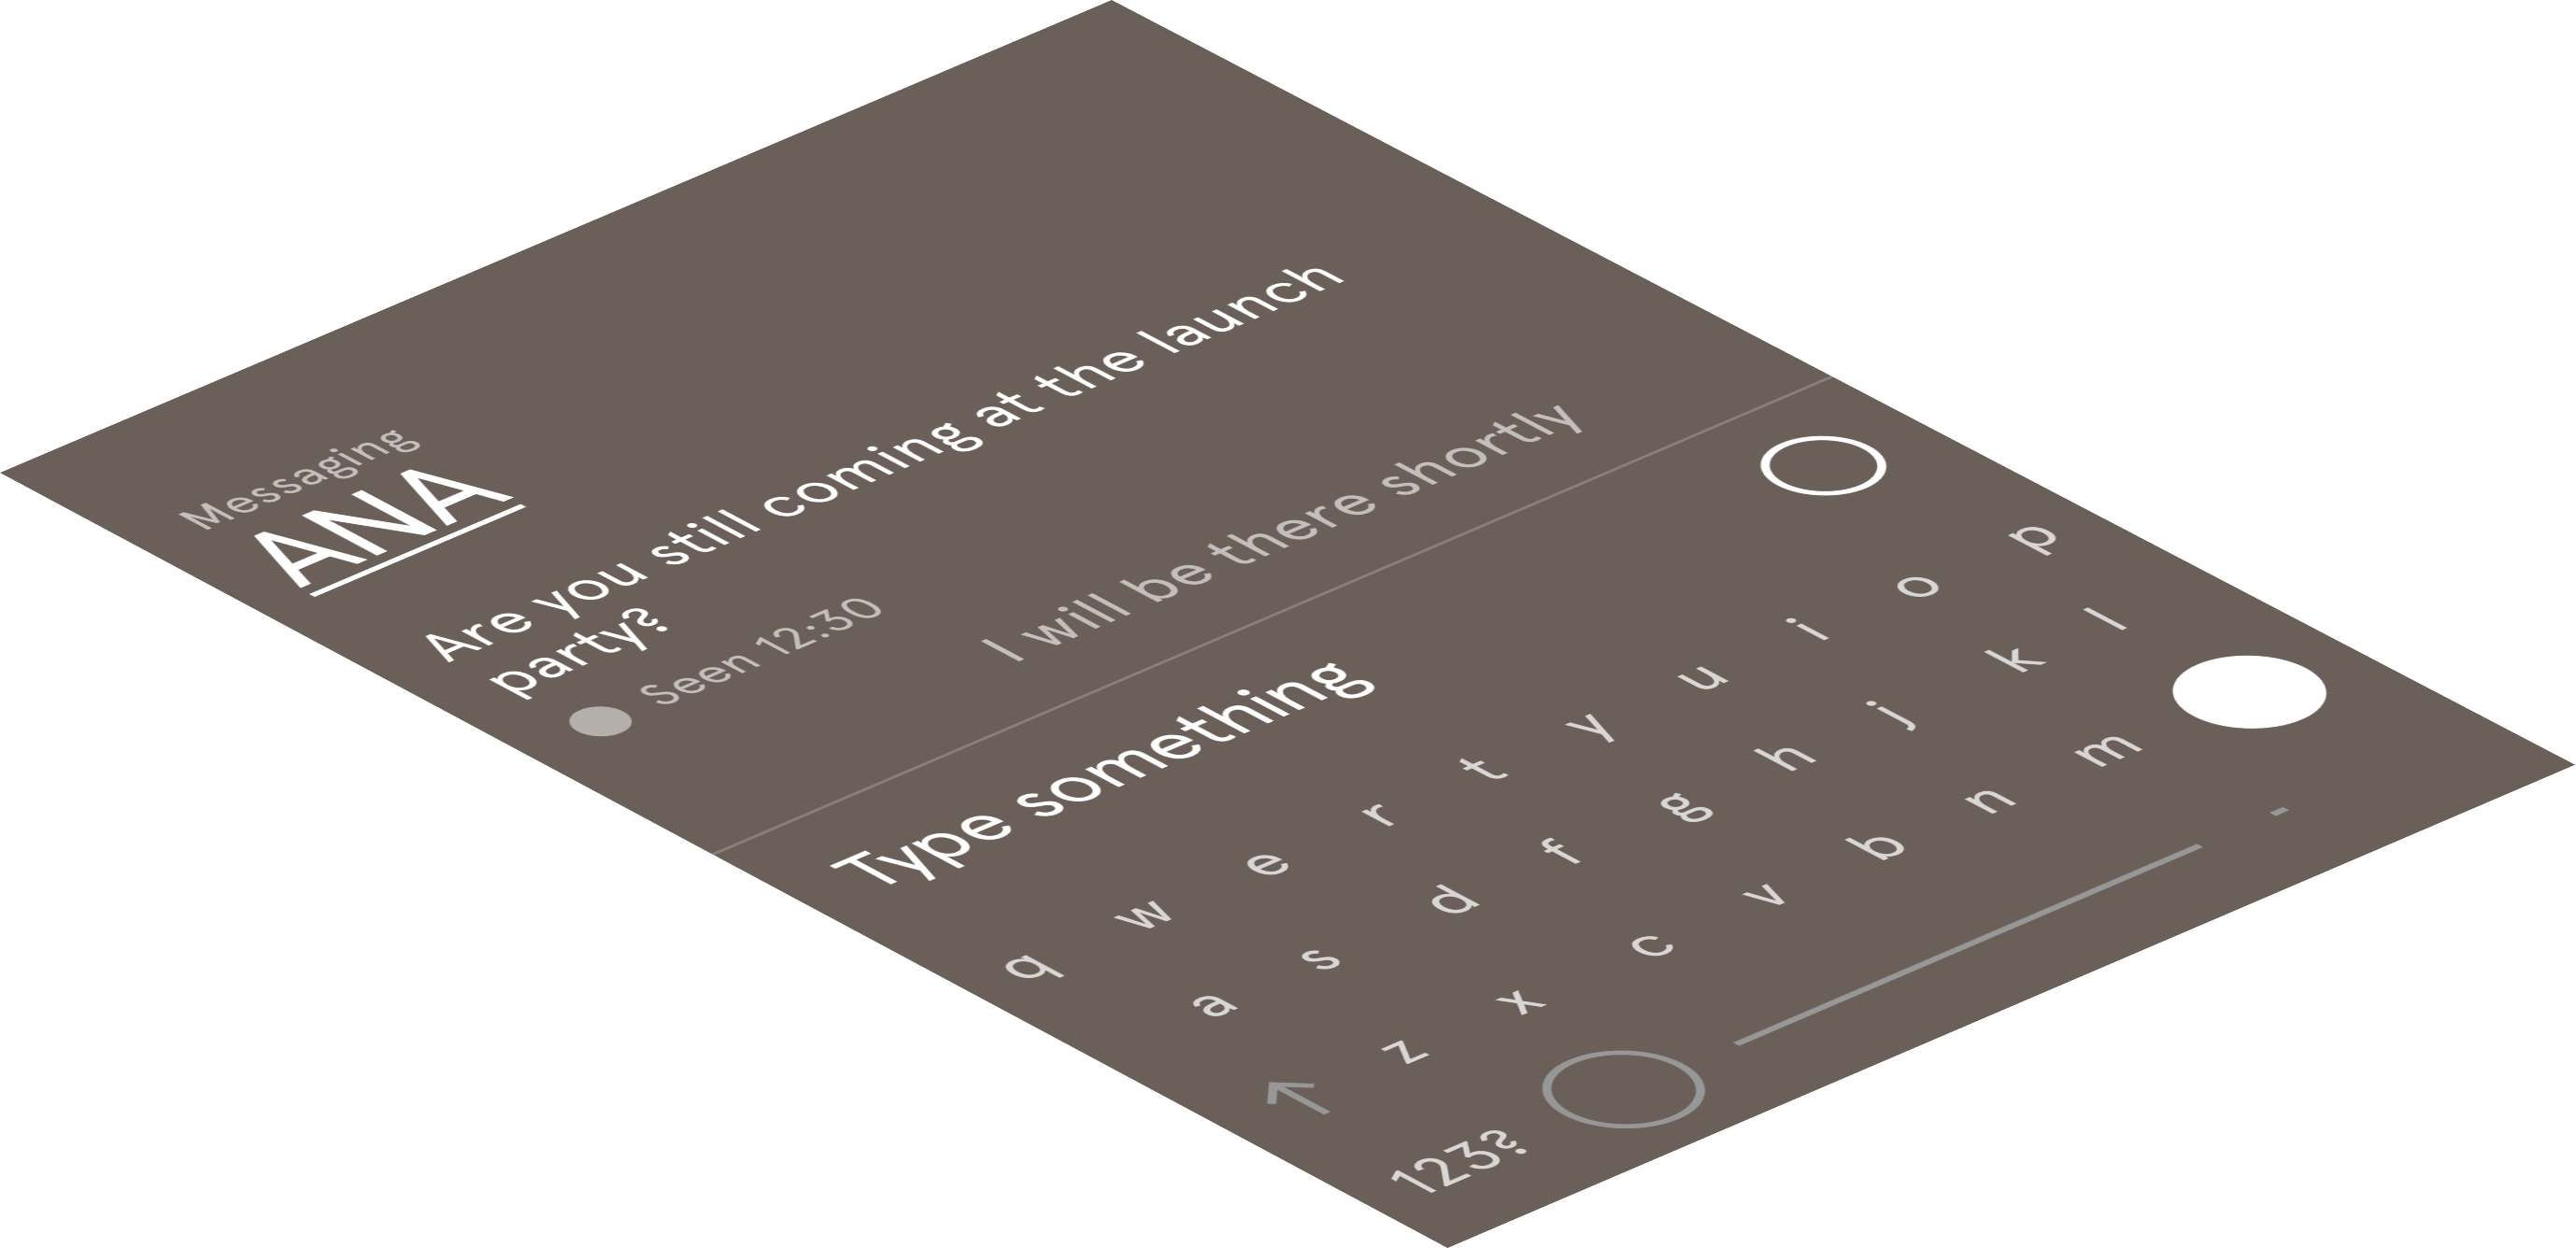 Messaging
ANA
Are you still coming at the launch
party?
Seen 12:30
I will be there shortly
Type something
q w e r t y u i o p
a s d f g h j k l
z x c v b n m
123?